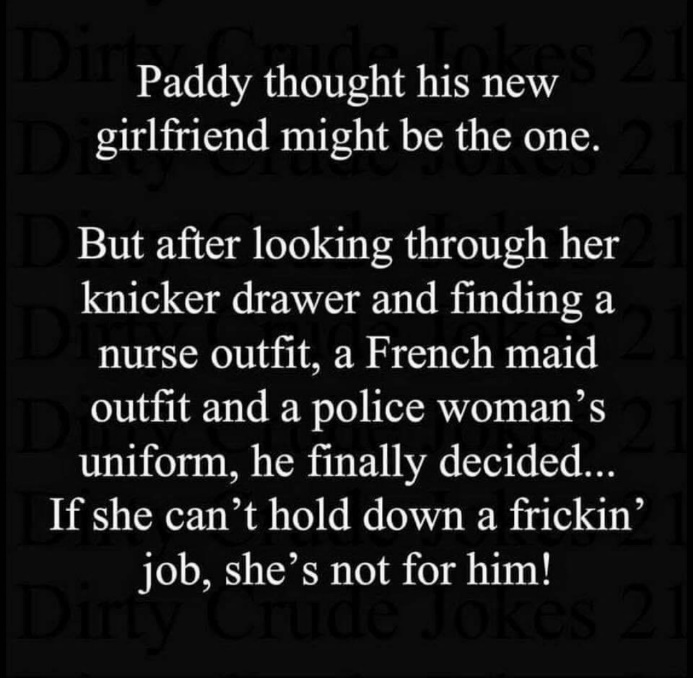 Paddy thought his new
girlfriend might be the one.
But after looking through her
knicker drawer and finding a
nurse outfit, a French maid
outfit and a police woman’s
uniform, he finally decided...
If she can’t hold down a frickin’
job, she’s not for him!
Dirty Crude Jokes 21